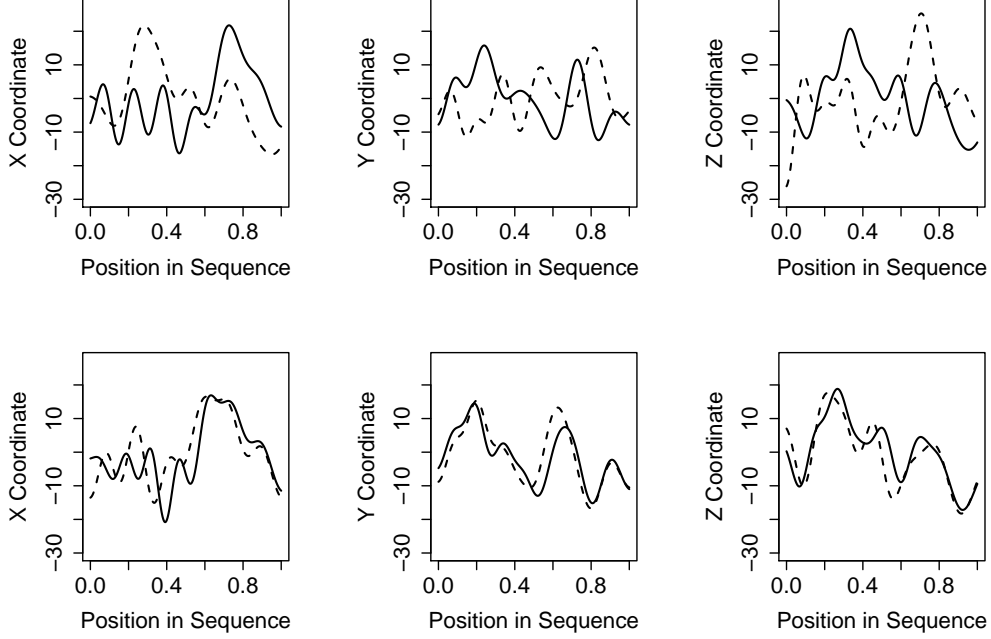 X Coordinate
10
−10
−30
0.0 0.4 0.8
Position in Sequence
Y Coordinate
10
−10
−30
0.0 0.4 0.8
Position in Sequence
Z Coordinate
10
−10
−30
0.0 0.4 0.8
Position in Sequence
X Coordinate
10
−10
−30
0.0 0.4 0.8
Position in Sequence
Y Coordinate
10
−10
−30
0.0 0.4 0.8
Position in Sequence
Z Coordinate
10
−10
−30
0.0 0.4 0.8
Position in Sequence